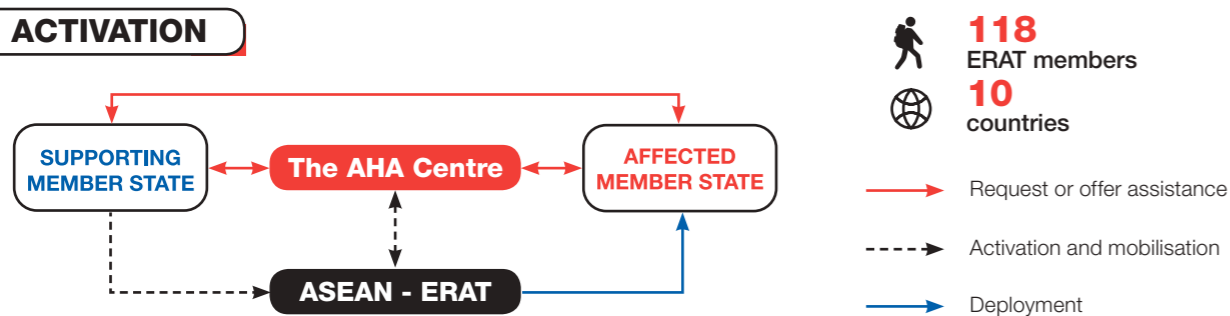 ACTIVATION
SUPPORTING
MEMBER STATE
The AHA Centre
AFFECTED
MEMBER STATE
ASEAN - ERAT
118
ERAT members
10
countries
Request or offer assistance
Activation and mobilisation
Deployment